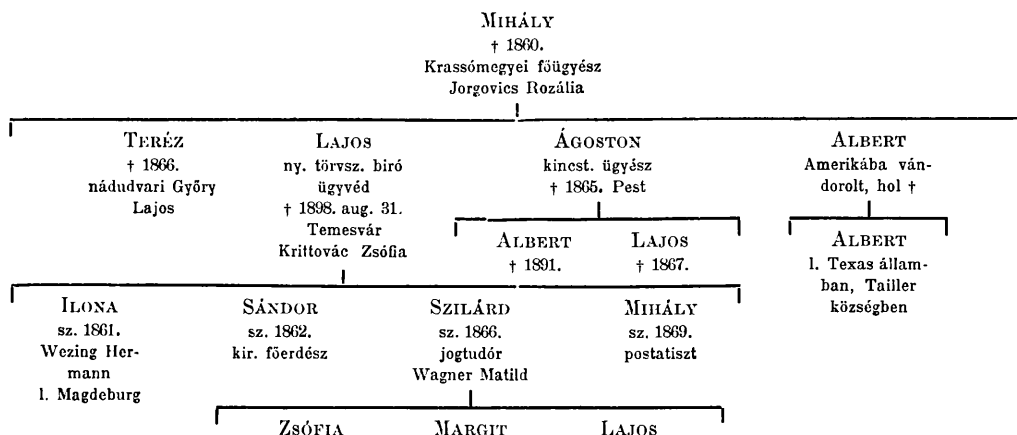 MIHÁLY
† 1860.
Krassómegyei főügyész
Jorgovics Rozália
TERÉZ
† 1866.
nádudvari Győry
Lajos
LAJOS
ny. törvsz. biró
ügyvéd
† 1898. aug. 31.
Temesvár
Krittovác Zsófia
ÁGOSTON
kincst. ügyész
† 1865. Pest
ALBERT
Amerikába ván-
dorolt, hol †
ALBERT
† 1891.
LAJOS
† 1867.
ALBERT
l. Texas állam-
ban, Tailler
községben
ILONA
sz. 1861.
Wezing Her-
mann
l. Magdeburg
SÁNDOR
sz. 1862.
kir. főerdész
SZILÁRD
sz. 1866.
jogtudór
Wagner Matild
MIHÁLY
sz. 1869.
postatiszt
ZSÓFIA
MARGIT
LAJOS